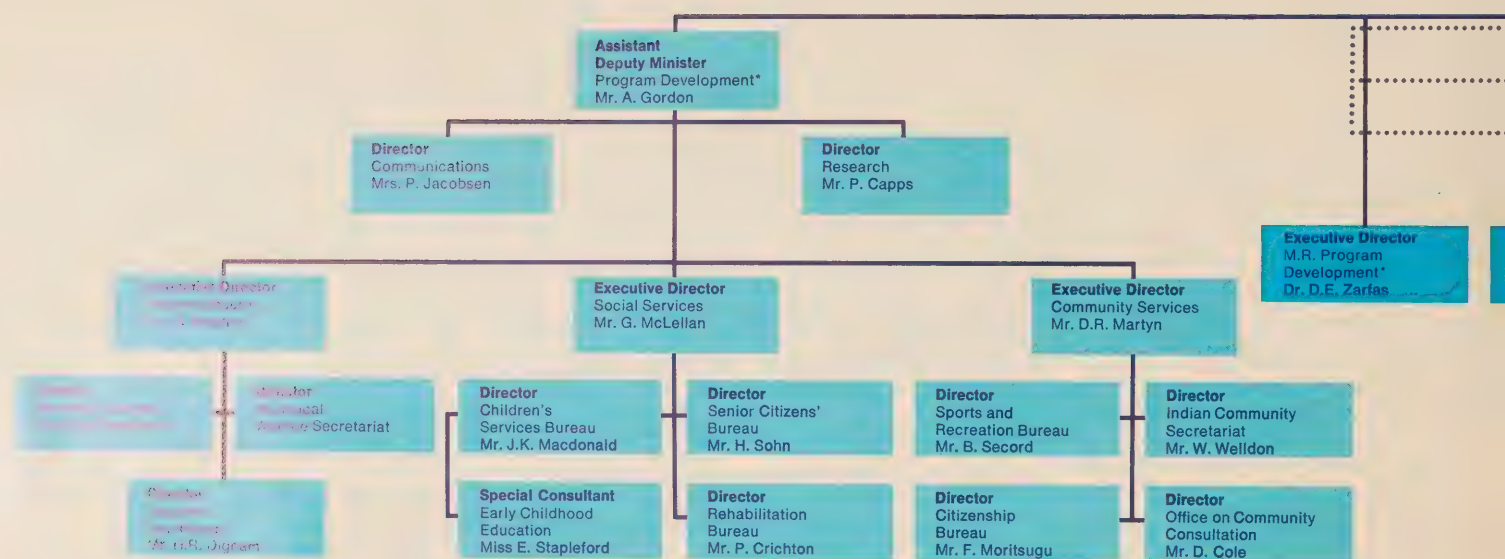 Assistant
Deputy Minister
Program Development*
Mr. A. Gordon
Director
Communications
Mrs. P. Jacobsen
Director
Research
Mr. P. Capps
Executive Director
M.R. Program
Development*
Dr. D.E. Zarfas
Director
Executive Director
Social Services
Mr. G. McLellan
Executive Director
Community Services
Mr. D.R. Martyn
Secretariat
Director
Children's
Services Bureau
Mr. J.K. Macdonald
Director
Senior Citizens'
Bureau
Mr. H. Sohn
Director
Sports and
Recreation Bureau
Mr. B. Secord
Director
Indian Community
Secretariat
Mr. W. Welldon
Special Consultant
Early Childhood
Education
Miss E. Stapleford
Director
Rehabilitation
Bureau
Mr. P. Crichton
Director
Citizenship
Bureau
Mr. F. Moritsugu
Director
Office on Community
Consultation
Mr. D. Cole